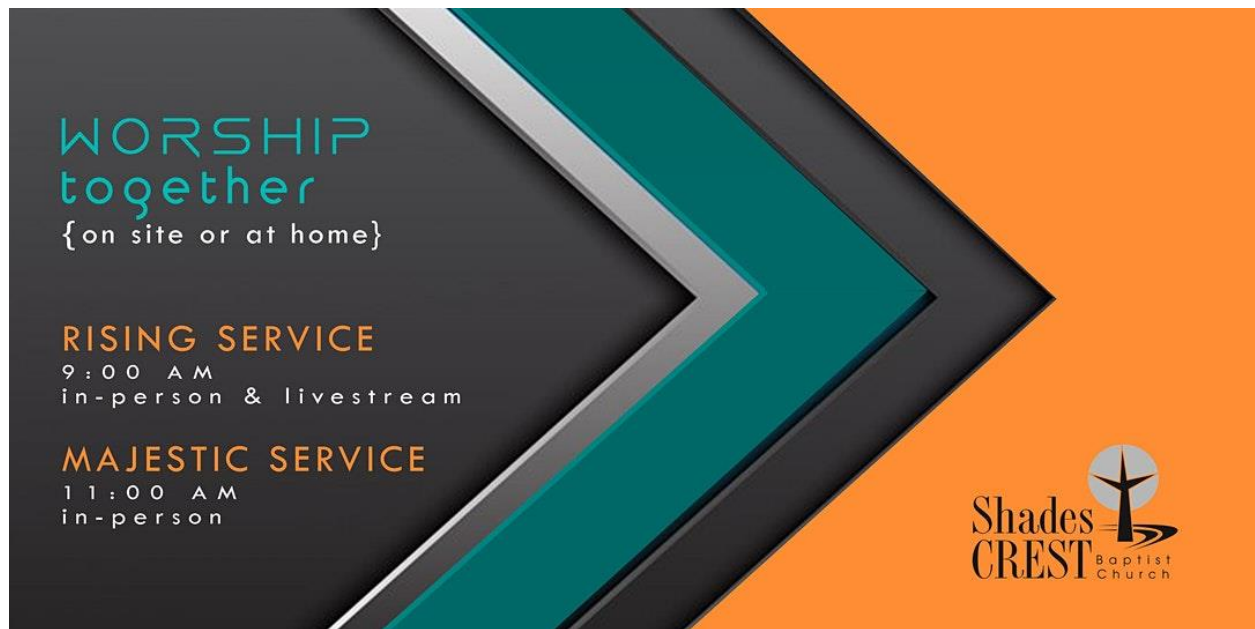 WORSHIP
together
{on site or at home}
RISING SERVICE
9:00 AM
in-person & livestream
MAJESTIC SERVICE
11:00 AM
in-person
Shades
CREST
Baptist
Church